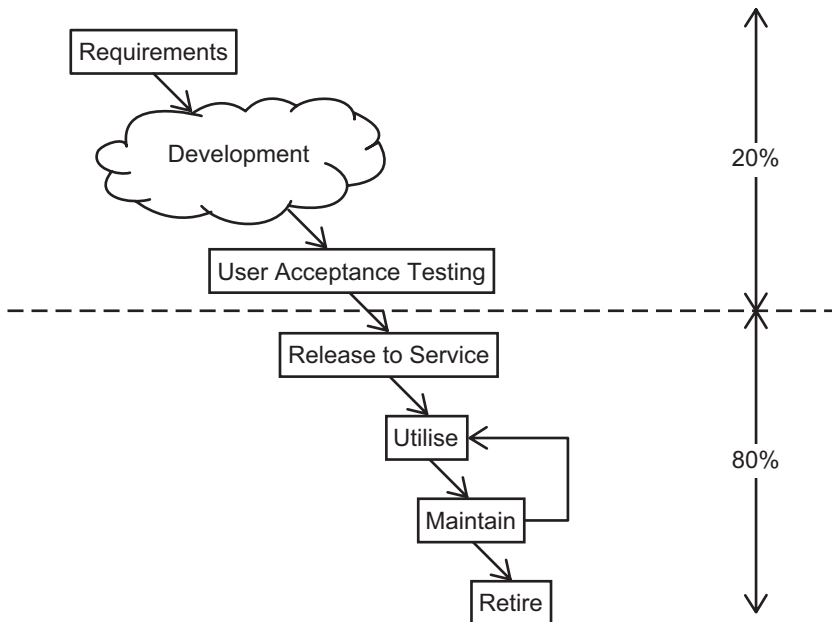 Requirements
Development
20%
User Acceptance Testing
Release to Service
Utilise
80%
Maintain
Retire